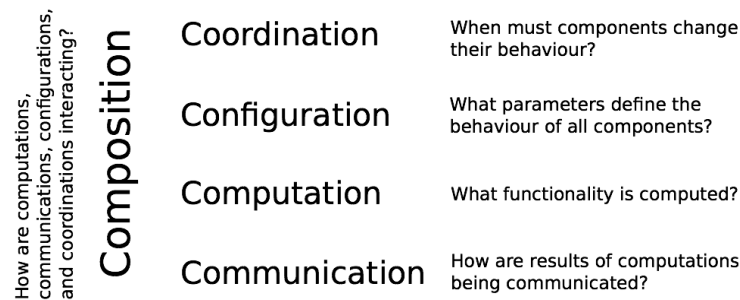 How are computations,
communications, configurations,
and coordinations interacting?
Composition
Coordination
When must components change
their behaviour?
Configuration
What parameters define the
behaviour of all components?
Computation
What functionality is computed?
Communication
How are results of computations
being communicated?